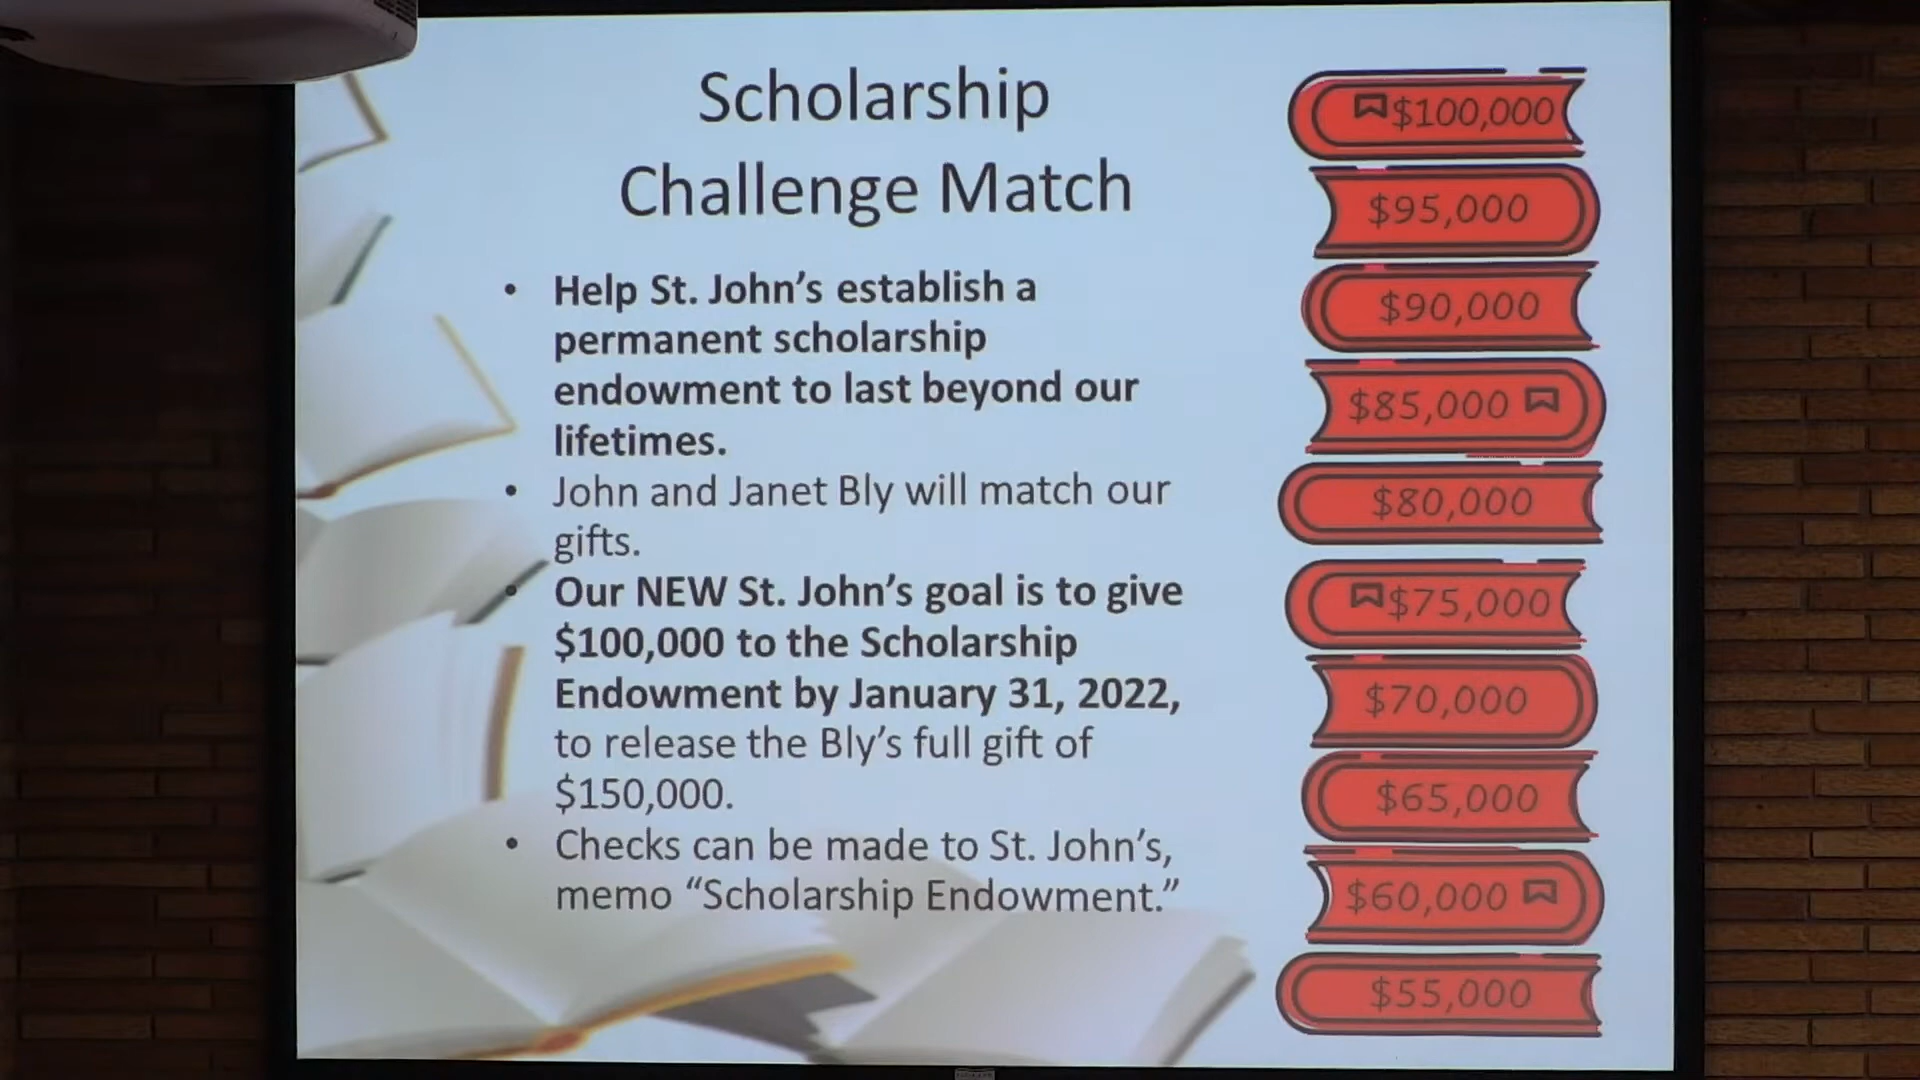 Scholarship
Challenge Match
• Help St. John’s establish a
permanent scholarship
endowment to last beyond our
lifetimes.
• John and Janet Bly will match our
gifts.
• Our NEW St. John’s goal is to give
$100,000 to the Scholarship
Endowment by January 31, 2022,
to release the Bly’s full gift of
$150,000.
• Checks can be made to St. John’s,
memo “Scholarship Endowment.”
$100,000
$95,000
$90,000
$85,000
$80,000
$75,000
$70,000
$65,000
$60,000
$55,000